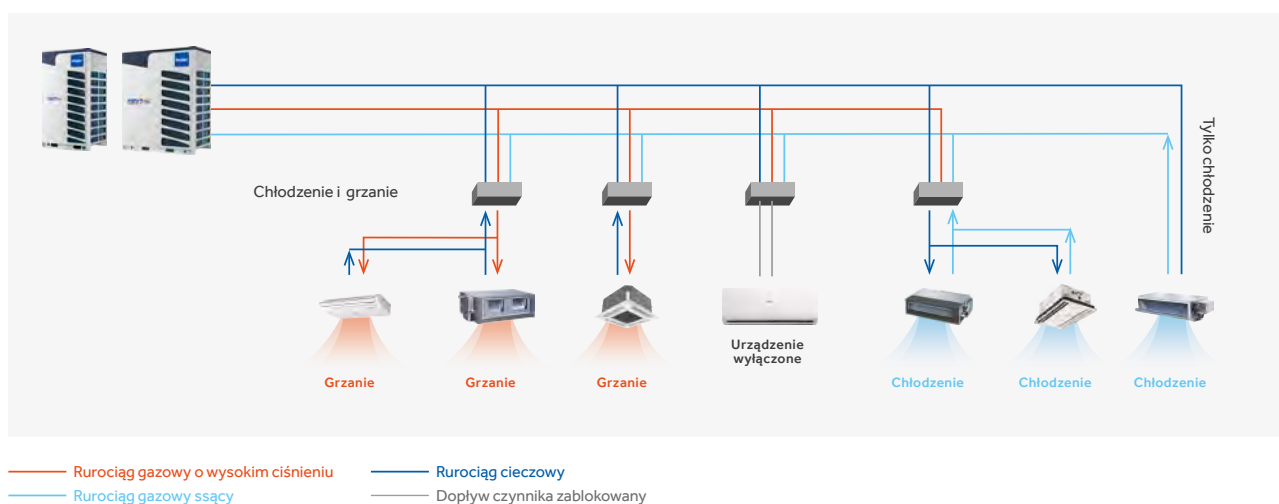 Tylko chłodzenie
Chłodzenie i grzanie
Urządzenie
wyłączone
Grzanie
Grzanie
Grzanie
Chłodzenie
Chłodzenie
Chłodzenie
Rurociąg gazowy o wysokim ciśnieniu
Rurociąg cieczowy
Rurociąg gazowy ssący
Dopływ czynnika zablokowany